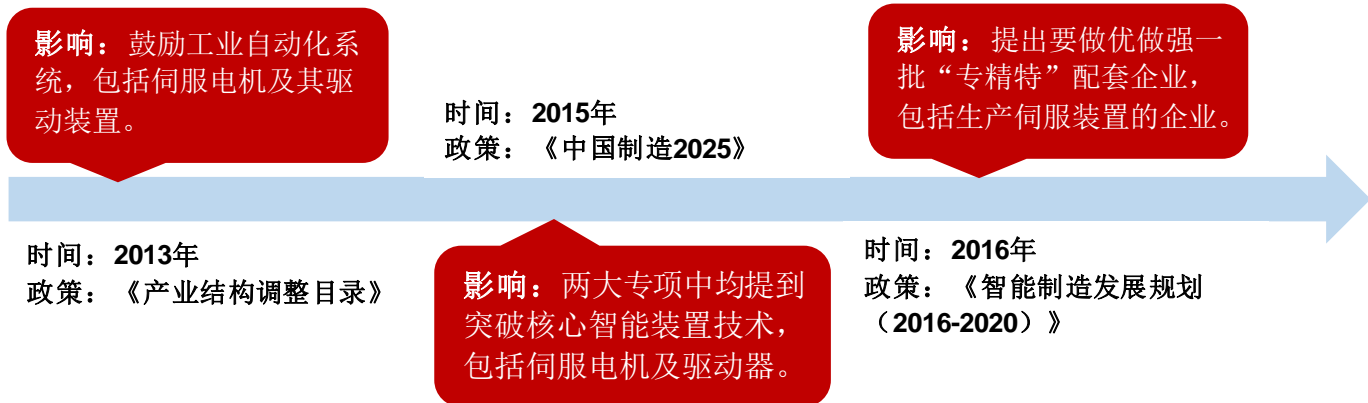 影响：鼓励工业自动化系
统，包括伺服电机及其驱
动装置。
时间：2013年
政策：《产业结构调整目录》
时间：2015年
政策：《中国制造2025》
影响：两大专项中均提到
突破核心智能装置技术，
包括伺服电机及驱动器。
影响：提出要做优做强一
批“专精特”配套企业，
包括生产伺服装置的企业。
时间：2016年
政策：《智能制造发展规划
（2016-2020）》